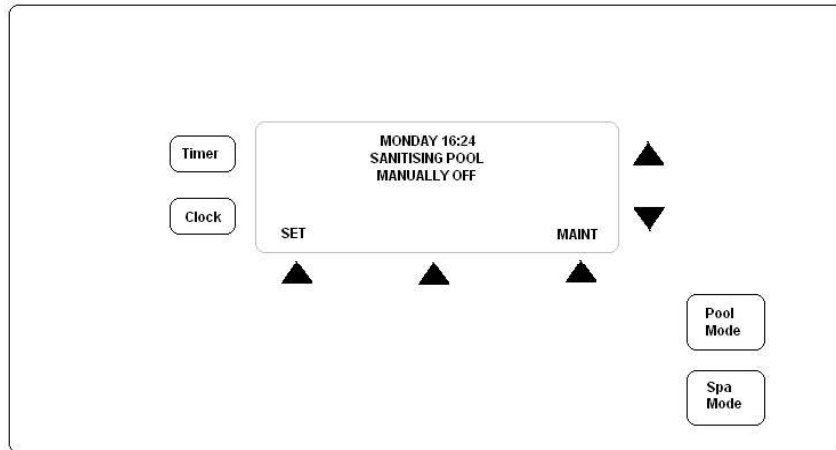 Timer
Clock
MONDAY 16:24
SANITISING POOL
MANUALLY OFF
SET
MAINT
Pool
Mode
Spa
Mode